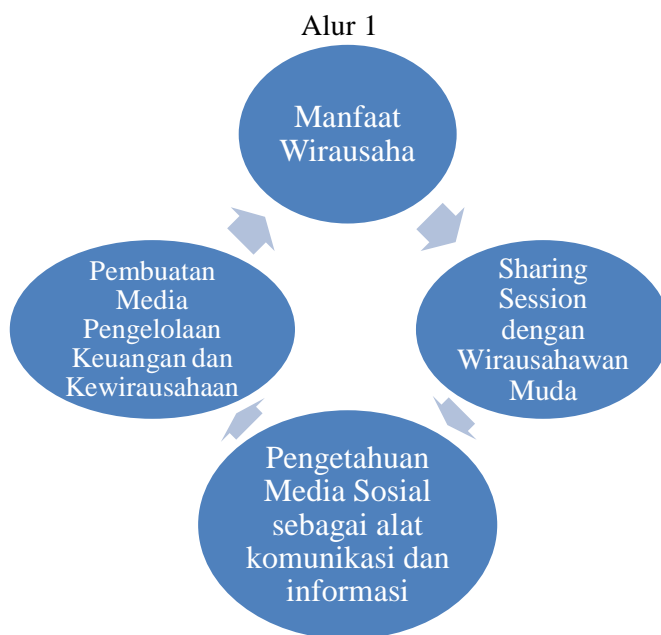 Alur 1
Manfaat
Wirausaha
Sharing
Session
dengan
Wirausahawan
Muda
Pengetahuan
Media Sosial
sebagai alat
komunikasi dan
informasi
Pembuatan
Media
Pengelolaan
Keuangan dan
Kewirausahaan